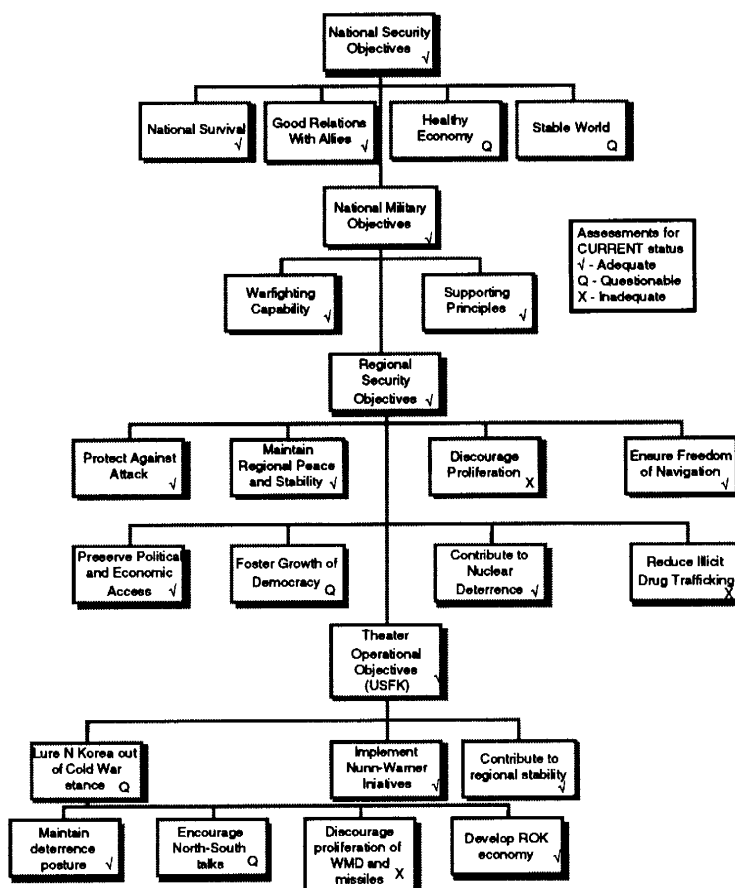 National Security
Objectives √
National Survival
√
Good Relations
With Allies √
Healthy
Economy
Q
Stable World
Q
National Military
Objectives
√
Assessments for
CURRENT status
√ - Adequate
Q - Questionable
X - Inadequate
Warfighting
Capability
√
Supporting
Principles
√
Regional
Security
Objectives √
Protect Against
Attack
√
Maintain
Regional Peace
and Stability √
Discourage
Proliferation
X
Ensure Freedom
of Navigation
√
Preserve Political
and Economic
Access √
Foster Growth of
Democracy
Q
Contribute to
Nuclear
Deterrence √
Reduce Illicit
Drug Trafficking
X
Theater
Operational
Objectives
(USFK) √
Lure N Korea out
of Cold War
stance Q
Implement
Nunn-Warner
Iniatives √
Contribute to
regional stability
√
Maintain
deterrence
posture √
Encourage
North-South
talks Q
Discourage
proliferation of
WMD and
missiles X
Develop ROK
economy √